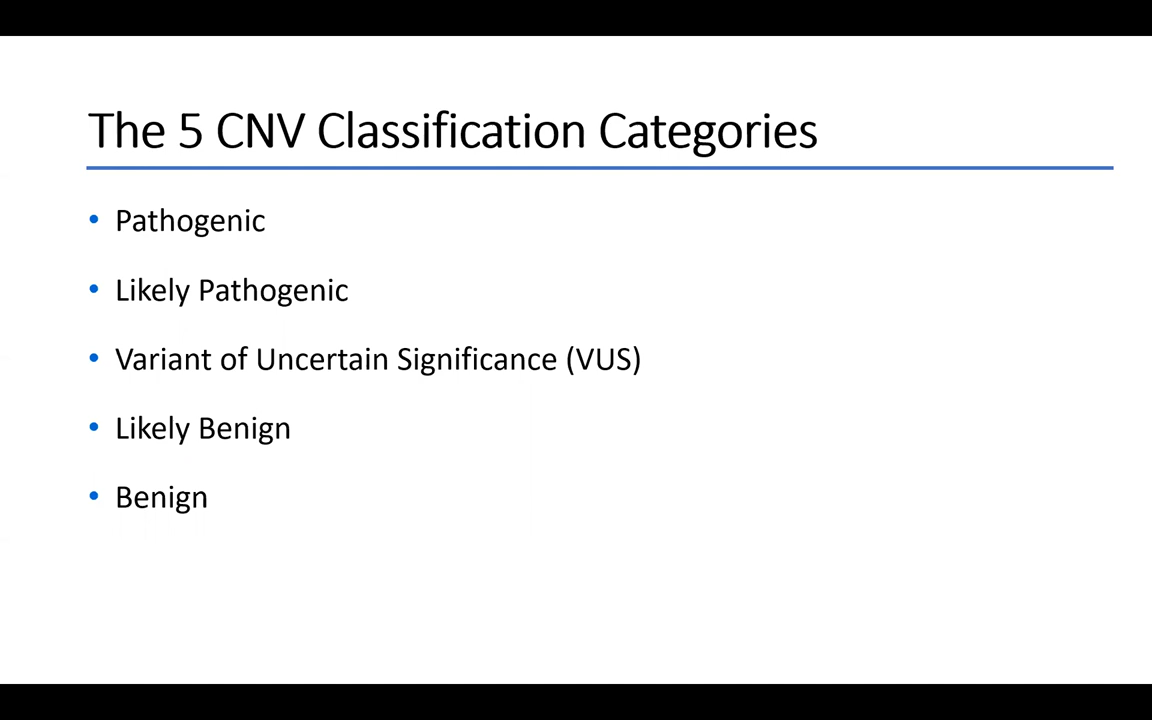 The 5 CNV Classification Categories
• Pathogenic
• Likely Pathogenic
• Variant of Uncertain Significance (VUS)
• Likely Benign
• Benign